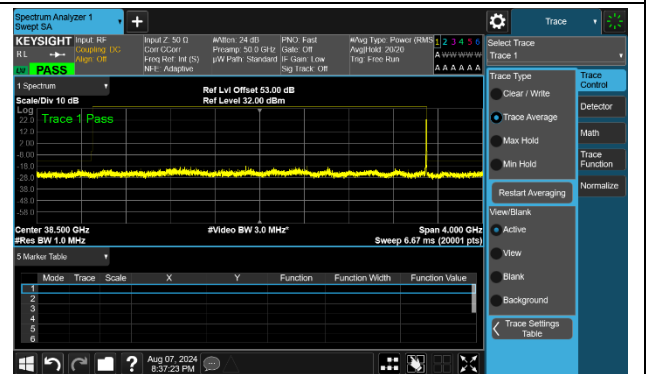 Spectrum Analyzer 1
Swept SA
+
Trace
KEYSIGHT Input: RF Input Z: 50 Ω #Atten: 24 dB PNO: Fast #Avg Type: Power (RMS 1 2 3 4 5 6
RL Coupling: DC Corr CCorr Preamp: 50.0 GHz Gate: Off Avg|Hold: 20/20 A W W W W W
Align: Off Freq Ref: Int (S) µW Path: Standard IF Gain: Low Trig: Free Run
LNI PASS NFE: Adaptive Sig Track: Off A A A A A A
Select Trace
Trace 1
1 Spectrum
Ref Lvl Offset 53.00 dB
Scale/Div 10 dB Ref Level 32.00 dBm
Log
Trace 1 Pass
22.0
12.0
2.00
-8.00
-18.0
-28.0
-38.0
-48.0
-58.0
Center 38.500 GHz #Video BW 3.0 MHz* Span 4.000 GHz
#Res BW 1.0 MHz Sweep 6.67 ms (20001 pts)
5 Marker Table
Mode Trace Scale X Y Function Function Width Function Value
1
2
3
4
5
6
Trace Type
Clear / Write
Trace Average
Max Hold
Min Hold
Restart Averaging
View/Blank
Active
View
Blank
Background
Trace Settings
Table
Trace
Control
Detector
Math
Trace
Function
Normalize
? Aug 07, 2024
8:37:23 PM